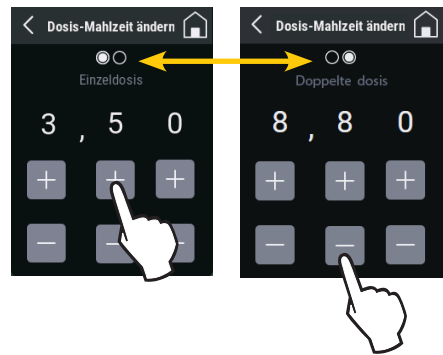 Dosis-Mahlzeit ändern
Einzeldosis
3 , 5 0
Dosis-Mahlzeit ändern
Doppelte dosis
8 , 8 0